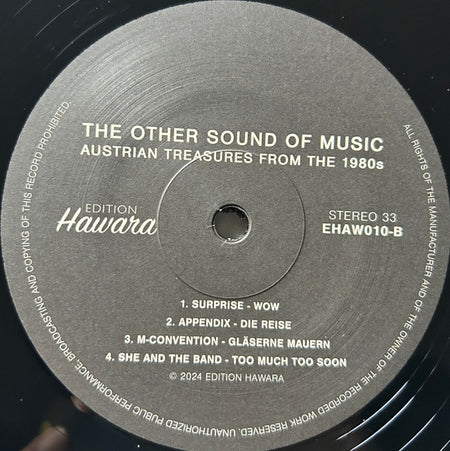 THE OTHER SOUND OF MUSIC
AUSTRIAN TREASURES FROM THE 1980s
EDITION
Hawara
STEREO 33
EHAW010-B
1. SURPRISE - WOW
2. APPENDIX - DIE REISE
3. M-CONVENTION - GLÄSERNE MAUERN
4. SHE AND THE BAND - TOO MUCH TOO SOON
© 2024 EDITION HAWARA
ALL RIGHTS OF THE MANUFACTURER AND OF THE OWNER OF THE RECORDED WORK RESERVED. UNAUTHORIZED PUBLIC PERFORMANCE, BROADCASTING AND COPYING OF THIS RECORD PROHIBITED.